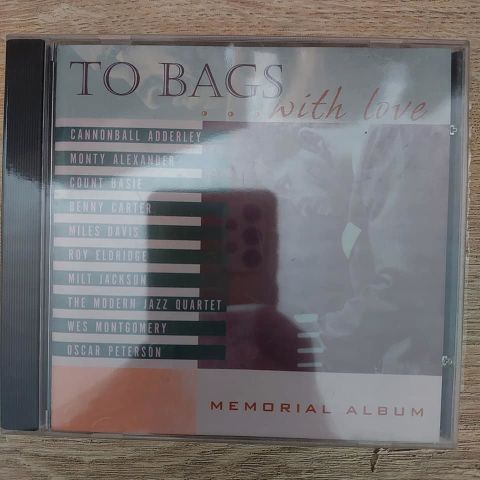 TO BAGS
...with love
CANNONBALL ADDERLEY
MONTY ALEXANDER
COUNT BASIE
BENNY CARTER
MILES DAVIS
ROY ELDRIDGE
MILT JACKSON
THE MODERN JAZZ QUARTET
WES MONTGOMERY
OSCAR PETERSON
MEMORIAL ALBUM